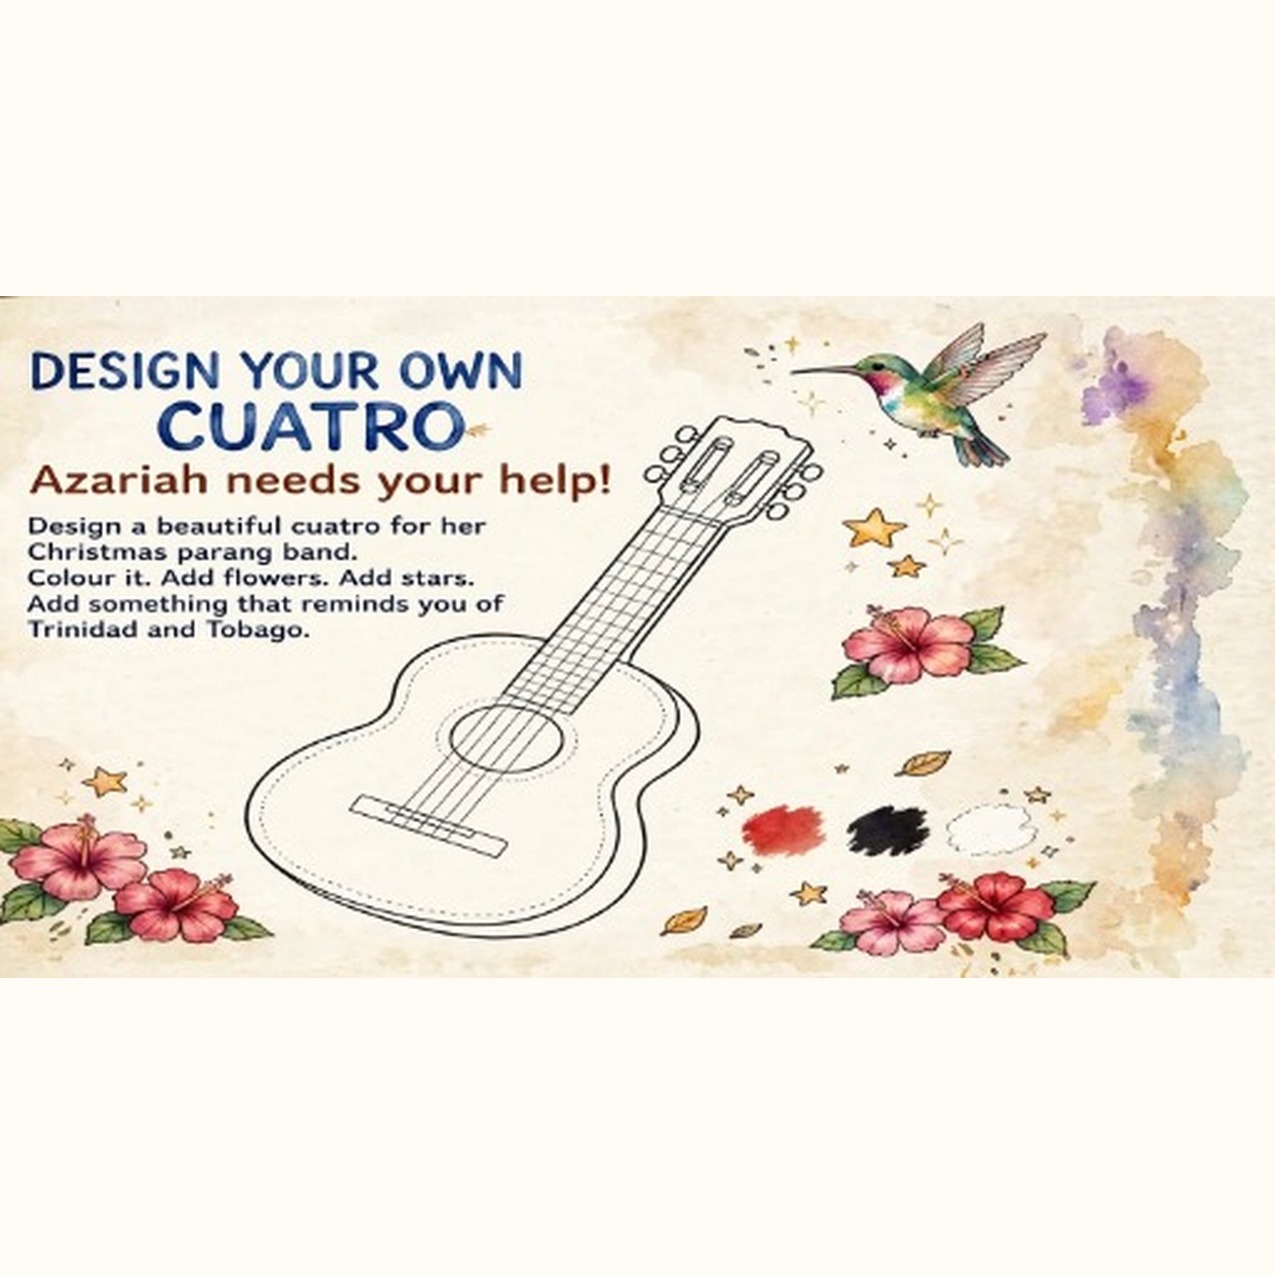 DESIGN YOUR OWN
CUATRO
Azariah needs your help!
Design a beautiful cuatro for her
Christmas parang band.
Colour it. Add flowers. Add stars.
Add something that reminds you of
Trinidad and Tobago.